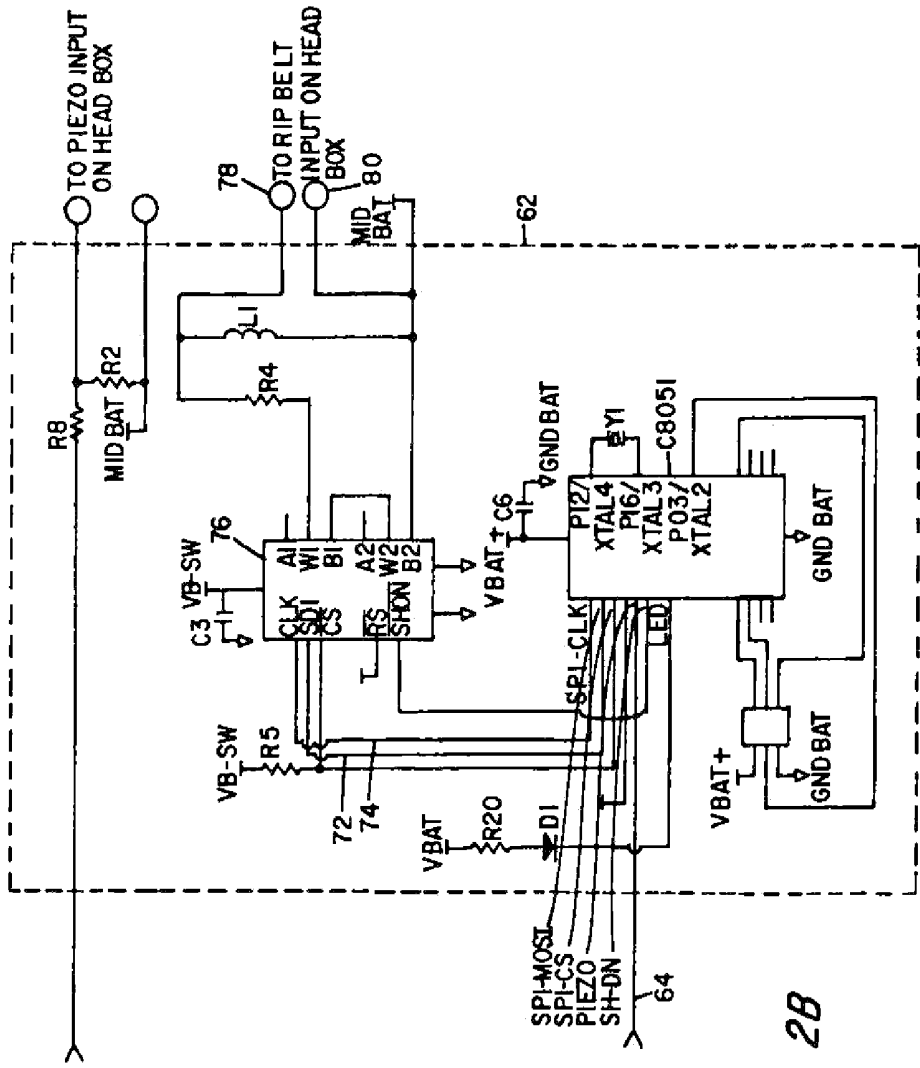 TO PIEZO INPUT
ON HEAD BOX
R8
R2
MID BAT
78
TO RIP BELT
INPUT ON HEAD
BOX
80
MID
BAT
62
L1
R4
76
VB-SW
C3
A1
W1
B1
A2
W2
B2
CLK
SDI
CS
RS
SHDN
VB-SW
R5
72
74
VBAT
R20
D1
VBAT+
C6
GND BAT
P12/
XTAL4
P16/
XTAL3
P03/
XTAL2
Y1
C8051
SPI-CLK
LED
GND BAT
VBAT+
GND BAT
SPI-MOSI
SPI-CS
PIEZO
SH-DN
64
2B